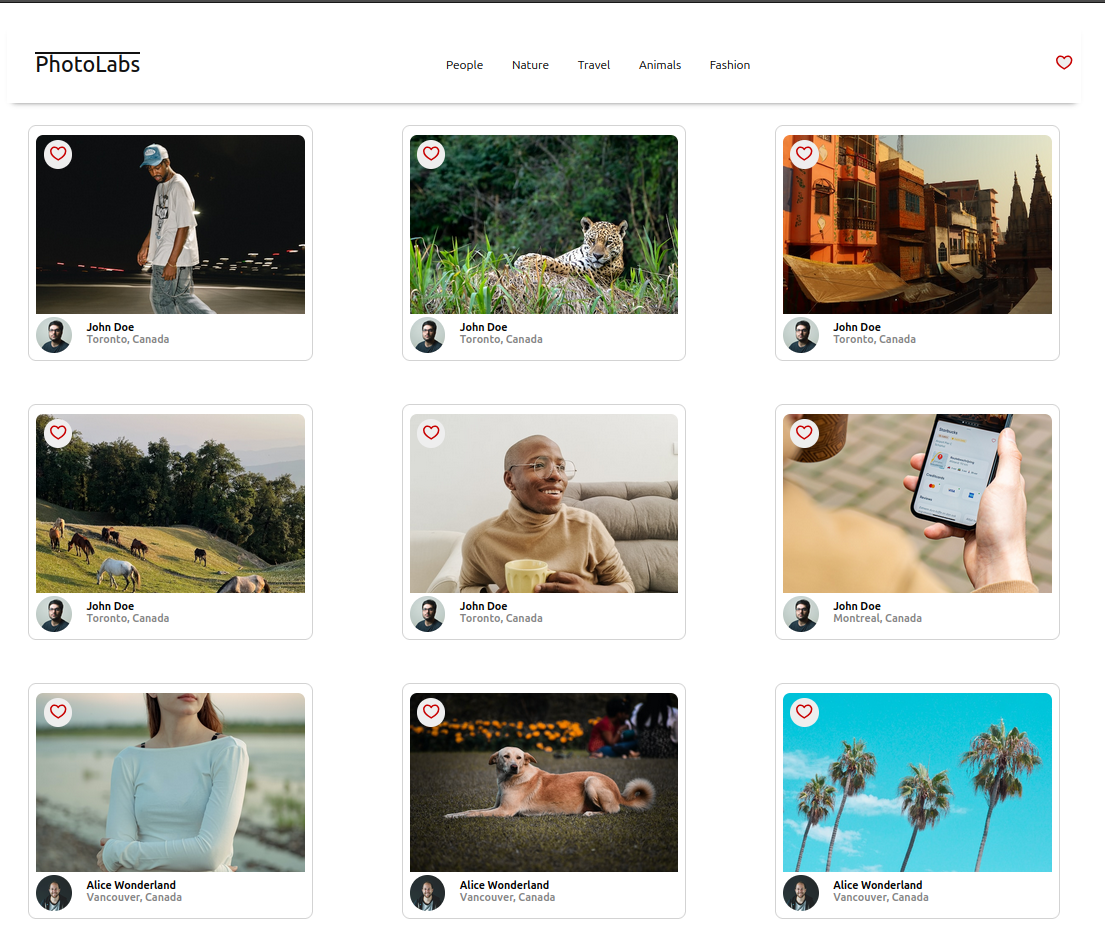 PhotoLabs
People Nature Travel Animals Fashion
John Doe
Toronto, Canada
John Doe
Toronto, Canada
John Doe
Toronto, Canada
John Doe
Toronto, Canada
John Doe
Toronto, Canada
Starbucks
John Doe
Montreal, Canada
Alice Wonderland
Vancouver, Canada
Alice Wonderland
Vancouver, Canada
Alice Wonderland
Vancouver, Canada